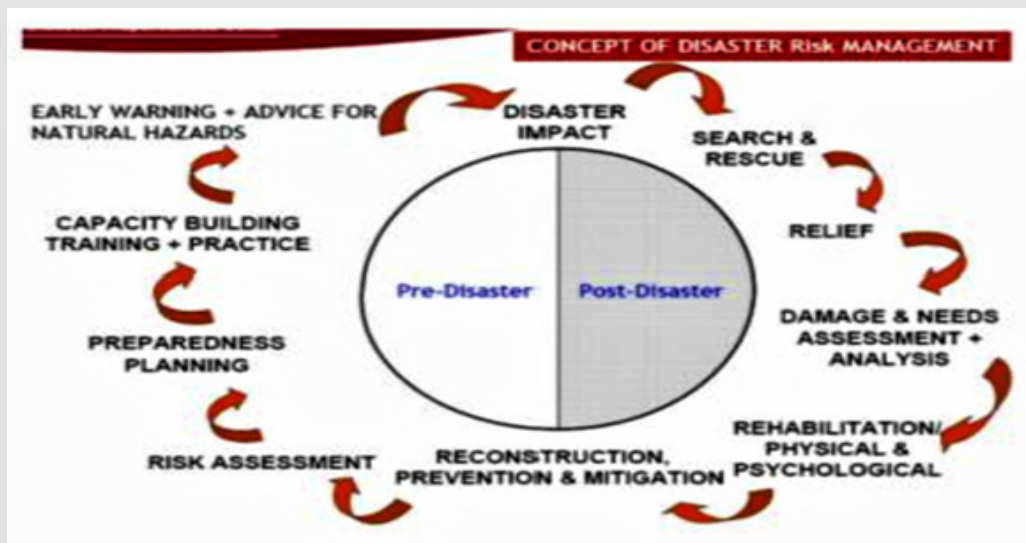 CONCEPT OF DISASTER Risk MANAGEMENT
DISASTER
IMPACT
SEARCH &
RESCUE
RELIEF
DAMAGE & NEEDS
ASSESSMENT +
ANALYSIS
REHABILITATION/
PHYSICAL &
PSYCHOLOGICAL
RECONSTRUCTION,
PREVENTION & MITIGATION
RISK ASSESSMENT
PREPAREDNESS
PLANNING
CAPACITY BUILDING
TRAINING + PRACTICE
EARLY WARNING + ADVICE FOR
NATURAL HAZARDS
Pre-Disaster
Post-Disaster